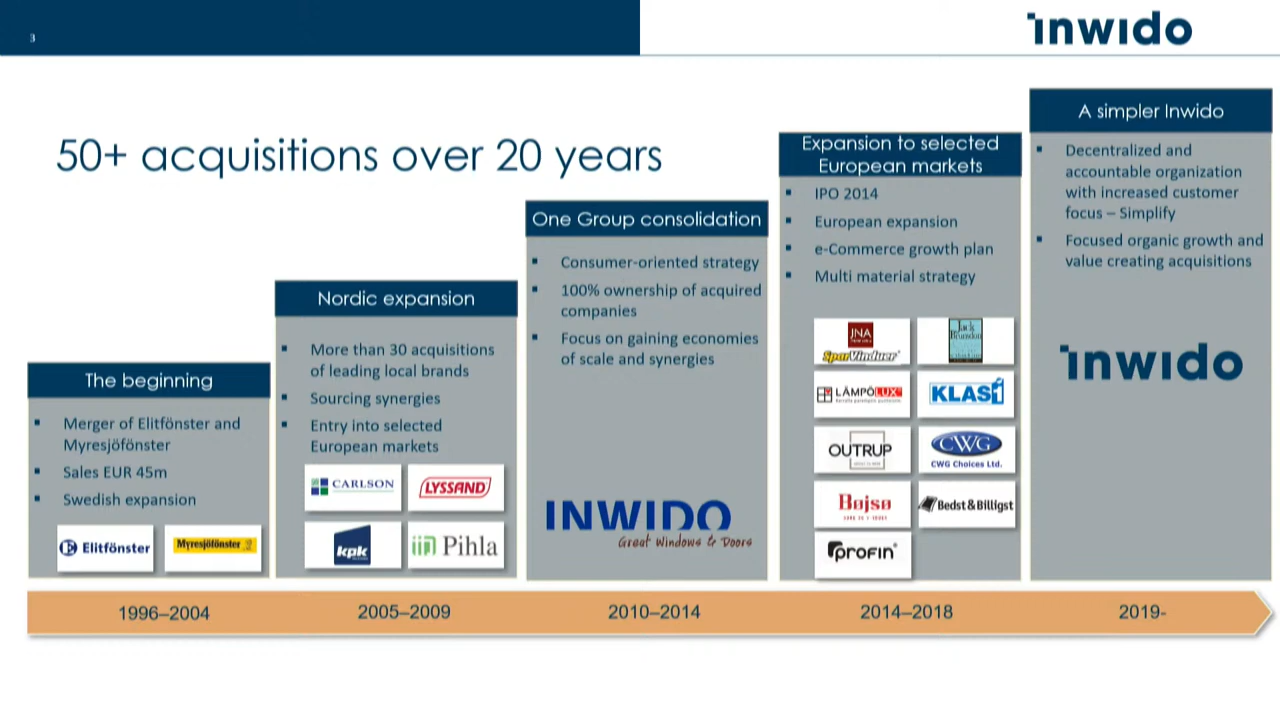 3
inwido
50+ acquisitions over 20 years
The beginning
Merger of Elitfönster and
Myresjöfönster
Sales EUR 45m
Swedish expansion
Elitfönster
Myresjöfönster
1996–2004
Nordic expansion
More than 30 acquisitions
of leading local brands
Sourcing synergies
Entry into selected
European markets
CARLSON
LYSSAND
kpk
Pihla
2005–2009
One Group consolidation
Consumer-oriented strategy
100% ownership of acquired
companies
Focus on gaining economies
of scale and synergies
INWIDO
Great Windows & Doors
2010–2014
Expansion to selected
European markets
IPO 2014
European expansion
e-Commerce growth plan
Multi material strategy
JNA
SparVinduer
Jack
Brunsdon
LÄMPÖLUX
KLAS1
OUTRUP
CWG
CWG Choices Ltd.
Bøjsø
Bedst&Billigst
profin
2014–2018
A simpler Inwido
Decentralized and
accountable organization
with increased customer
focus – Simplify
Focused organic growth and
value creating acquisitions
inwido
2019-